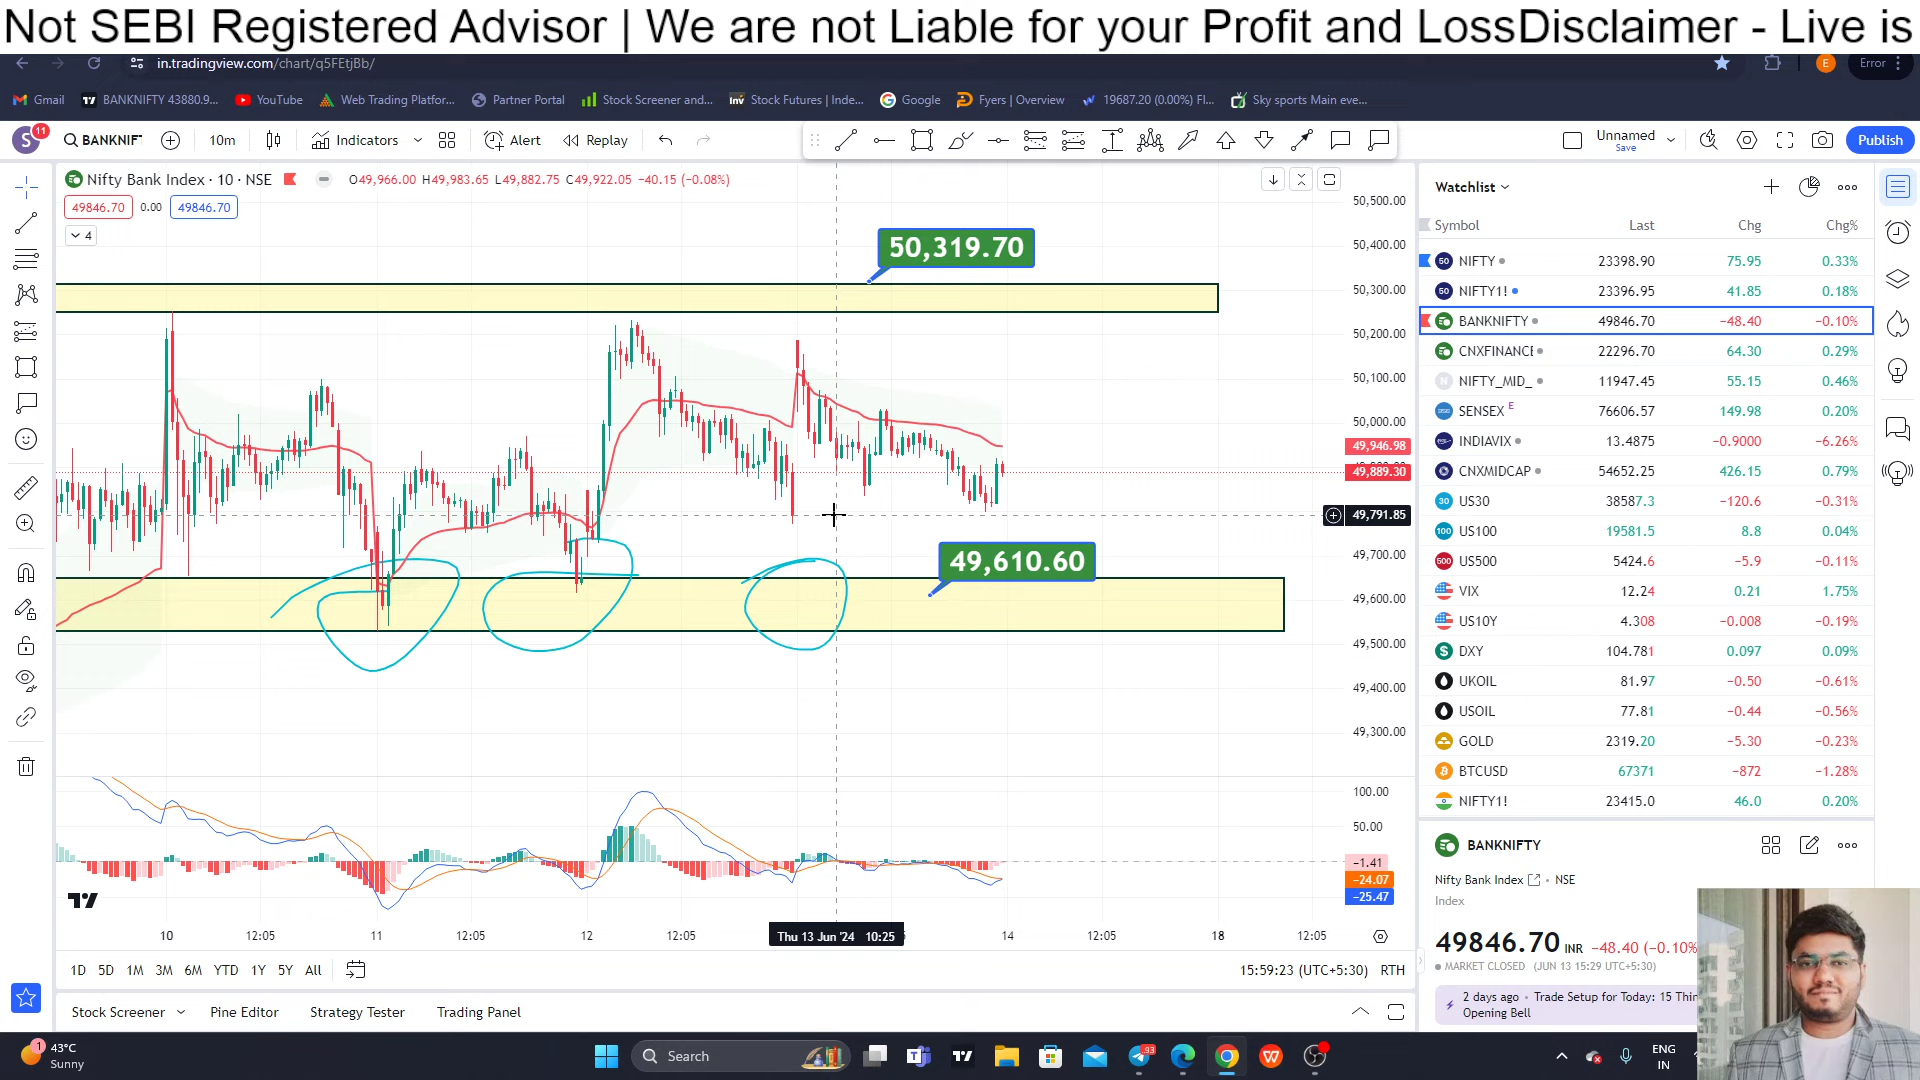 Not SEBI Registered Advisor | We are not Liable for your Profit and LossDisclaimer - Live is
in.tradingview.com/chart/q5FEtjBb/
E
Error
Gmail
BANKNIFTY 43880.9...
YouTube
Web Trading Platfor...
Partner Portal
Stock Screener and...
Stock Futures | Inde...
Google
Fyers | Overview
19687.20 (0.00%) Fl...
Sky sports Main eve...
S 11
BANKNIF
10m
Indicators
Alert
Replay
Unnamed
Save
Publish
Nifty Bank Index · 10 · NSE
O49,966.00 H49,983.65 L49,882.75 C49,922.05 −40.15 (−0.08%)
49846.70 0.00 49846.70
4
50,319.70
49,610.60
50,500.00
50,400.00
50,300.00
50,200.00
50,100.00
50,000.00
49,946.98
49,889.30
49,791.85
49,700.00
49,600.00
49,500.00
49,400.00
49,300.00
100.00
50.00
−1.41
−24.07
−25.47
10 12:05 11 12:05 12 12:05 Thu 13 Jun '24 10:25 14 12:05 18 12:05
1D 5D 1M 3M 6M YTD 1Y 5Y All
15:59:23 (UTC+5:30) RTH
Stock Screener
Pine Editor
Strategy Tester
Trading Panel
Watchlist
Symbol Last Chg Chg%
50 NIFTY 23398.90 75.95 0.33%
50 NIFTY1! 23396.95 41.85 0.18%
BANKNIFTY 49846.70 −48.40 −0.10%
CNXFINANCE 22296.70 64.30 0.29%
N NIFTY_MID_ 11947.45 55.15 0.46%
SENSEX E 76606.57 149.98 0.20%
INDIAVIX 13.4875 −0.9000 −6.26%
CNXMIDCAP 54652.25 426.15 0.79%
30 US30 38587.3 −120.6 −0.31%
100 US100 19581.5 8.8 0.04%
500 US500 5424.6 −5.9 −0.11%
VIX 12.24 0.21 1.75%
US10Y 4.308 −0.008 −0.19%
DXY 104.781 0.097 0.09%
UKOIL 81.97 −0.50 −0.61%
USOIL 77.81 −0.44 −0.56%
GOLD 2319.20 −5.30 −0.23%
BTCUSD 67371 −872 −1.28%
NIFTY1! 23415.0 46.0 0.20%
BANKNIFTY
Nifty Bank Index · NSE
Index
49846.70 INR −48.40 (−0.10%
MARKET CLOSED (JUN 13 15:29 UTC+5:30)
2 days ago · Trade Setup for Today: 15 Thin
Opening Bell
1
43°C
Sunny
Search
93
ENG
IN